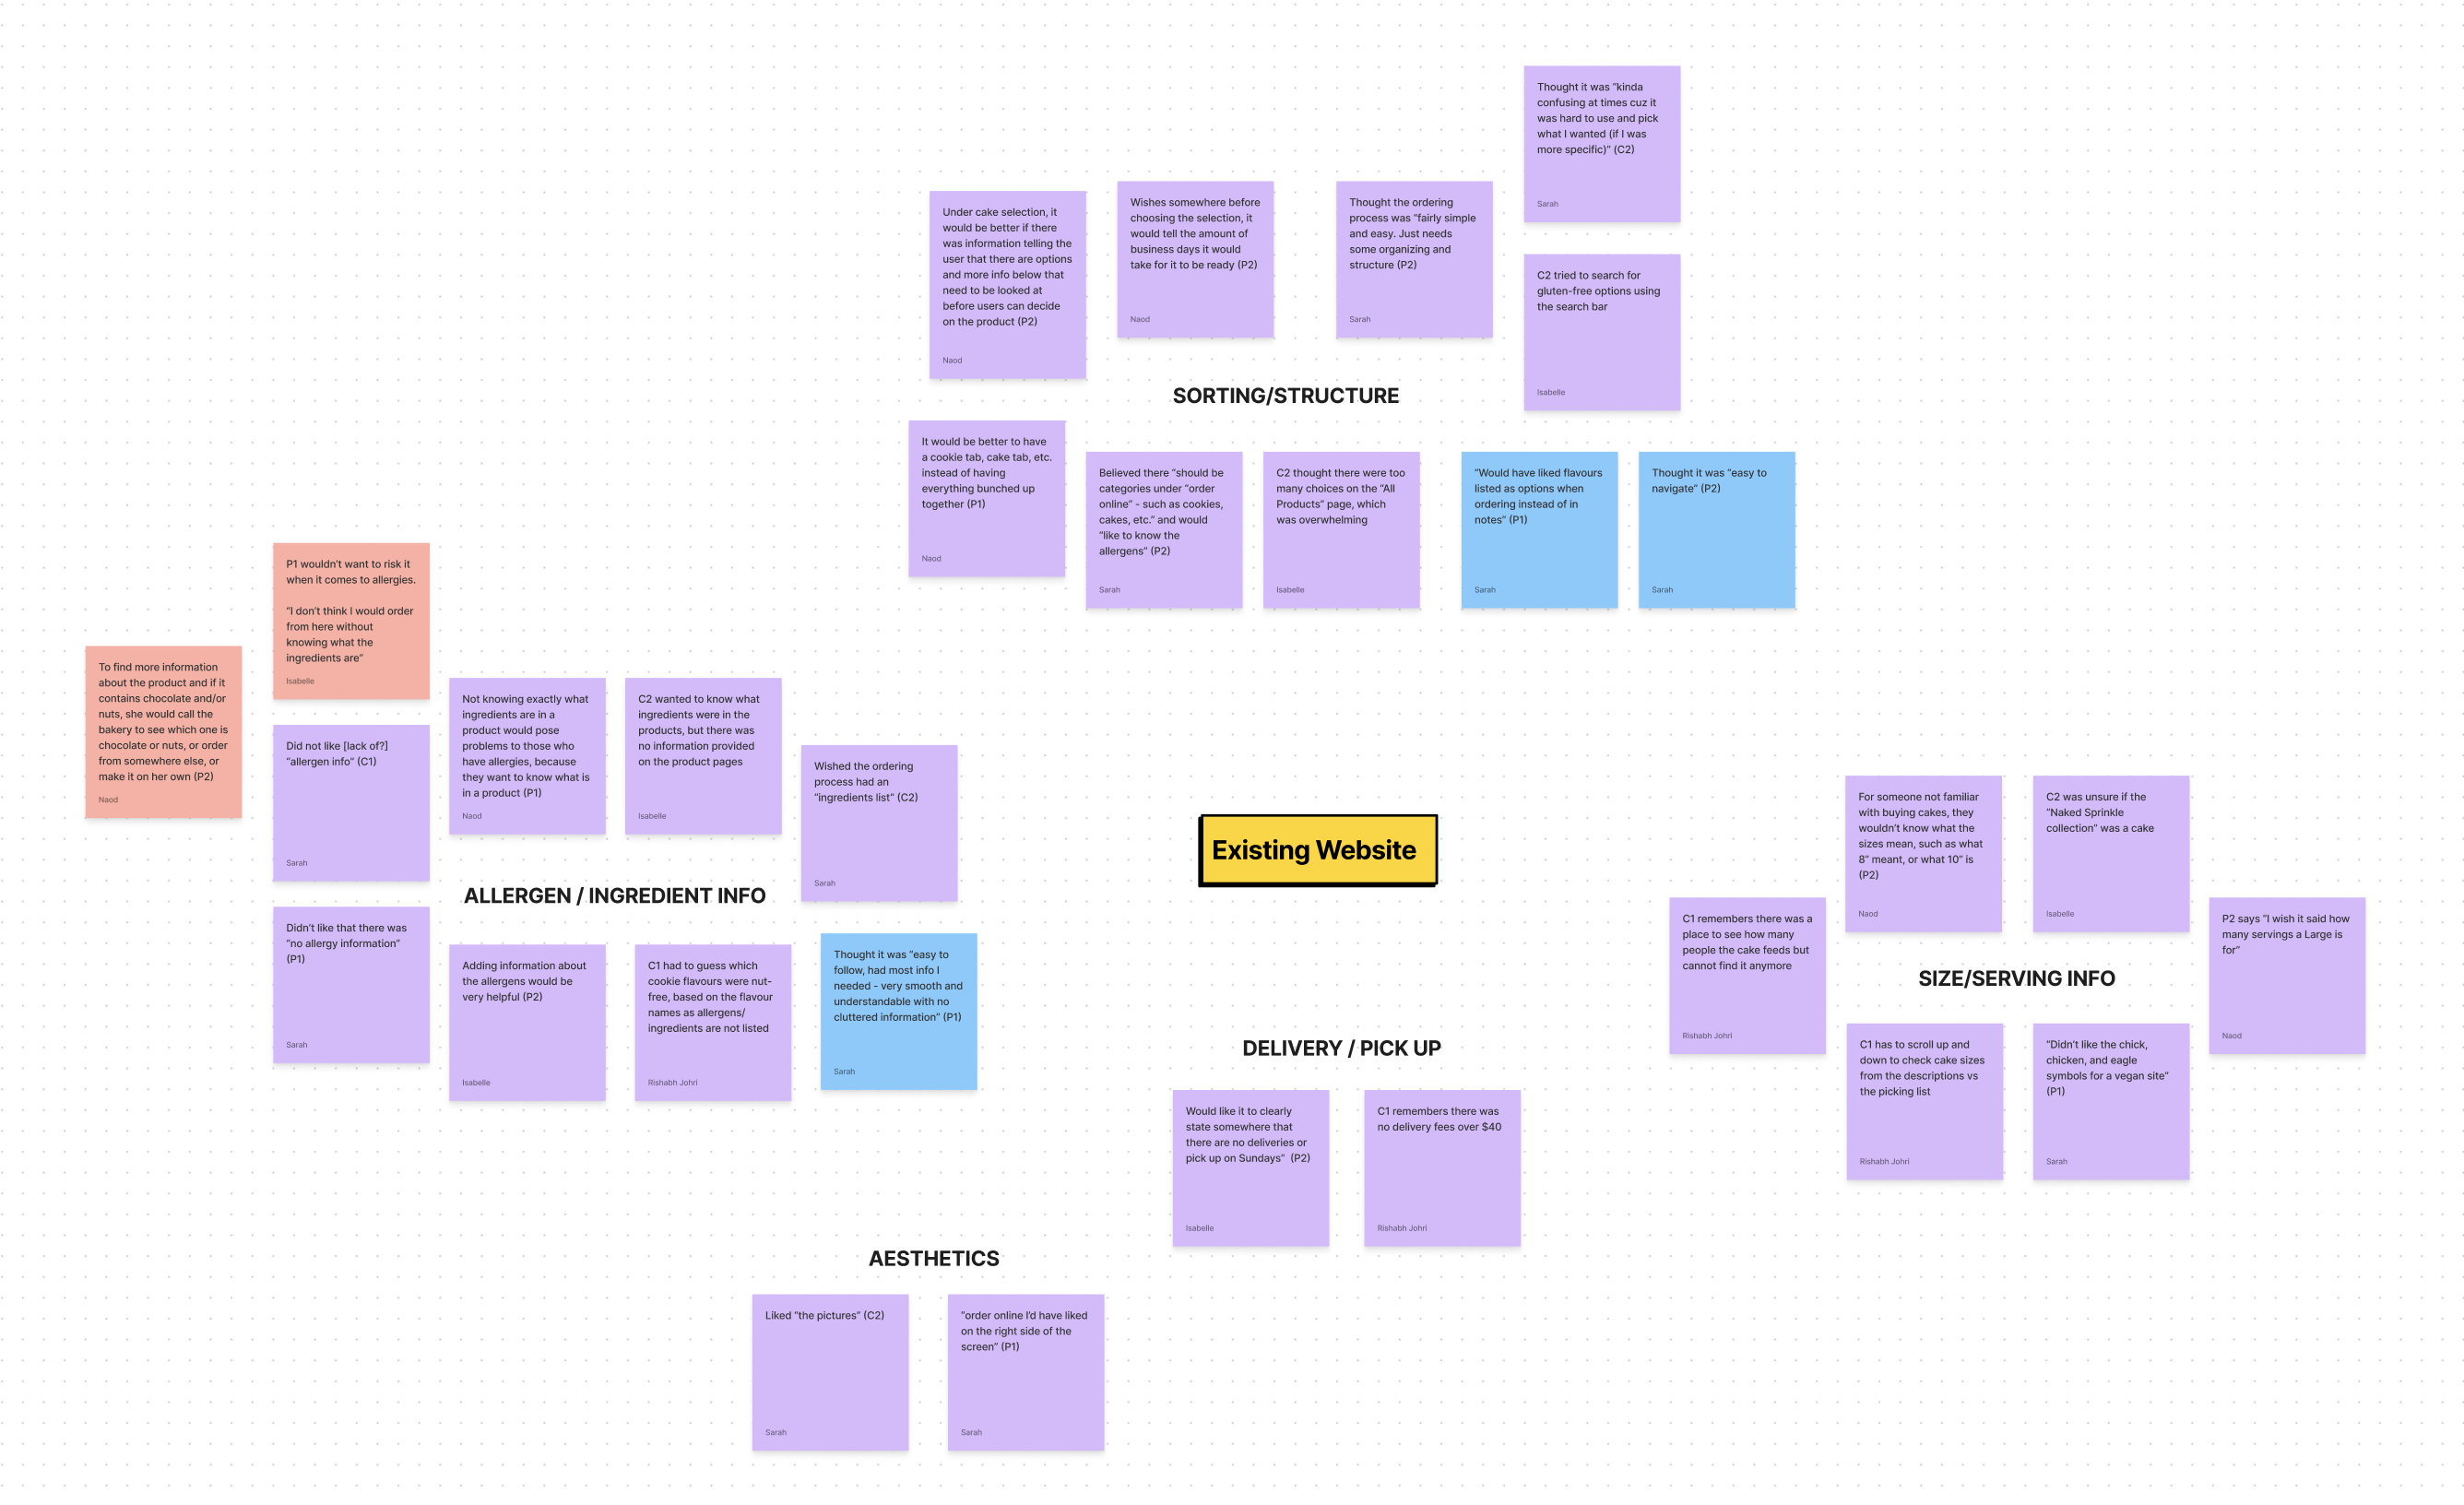 Thought it was "kinda
confusing at times cuz it
was hard to use and pick
what I wanted (if I was
more specific)" (C2)
Sarah
Under cake selection, it
would be better if there
was information telling the
user that there are options
and more info below that
need to be looked at
before users can decide
on the product (P2)
Naod
Wishes somewhere before
choosing the selection, it
would tell the amount of
business days it would
take for it to be ready (P2)
Naod
Thought the ordering
process was "fairly simple
and easy. Just needs
some organizing and
structure (P2)
Sarah
C2 tried to search for
gluten-free options using
the search bar
Isabelle
SORTING/STRUCTURE
It would be better to have
a cookie tab, cake tab, etc.
instead of having
everything bunched up
together (P1)
Naod
Believed there "should be
categories under "order
online" - such as cookies,
cakes, etc." and would
"like to know the
allergens" (P2)
Sarah
C2 thought there were too
many choices on the "All
Products" page, which
was overwhelming
Isabelle
"Would have liked flavours
listed as options when
ordering instead of in
notes" (P1)
Sarah
Thought it was "easy to
navigate" (P2)
Sarah
P1 wouldn't want to risk it
when it comes to allergies.
"I don't think I would order
from here without
knowing what the
ingredients are"
Isabelle
To find more information
about the product and if it
contains chocolate and/or
nuts, she would call the
bakery to see which one is
chocolate or nuts, or order
from somewhere else, or
make it on her own (P2)
Naod
Did not like [lack of?]
"allergen info" (C1)
Sarah
Not knowing exactly what
ingredients are in a
product would pose
problems to those who
have allergies, because
they want to know what is
in a product (P1)
Naod
C2 wanted to know what
ingredients were in the
products, but there was
no information provided
on the product pages
Isabelle
Wished the ordering
process had an
"ingredients list" (C2)
Sarah
ALLERGEN / INGREDIENT INFO
Didn't like that there was
"no allergy information"
(P1)
Sarah
Adding information about
the allergens would be
very helpful (P2)
Isabelle
C1 had to guess which
cookie flavours were nut-
free, based on the flavour
names as allergens/
ingredients are not listed
Rishabh Johri
Thought it was "easy to
follow, had most info I
needed - very smooth and
understandable with no
cluttered information" (P1)
Sarah
Existing Website
For someone not familiar
with buying cakes, they
wouldn't know what the
sizes mean, such as what
8" meant, or what 10" is
(P2)
Naod
C2 was unsure if the
"Naked Sprinkle
collection" was a cake
Isabelle
C1 remembers there was a
place to see how many
people the cake feeds but
cannot find it anymore
Rishabh Johri
P2 says "I wish it said how
many servings a Large is
for"
Naod
SIZE/SERVING INFO
C1 has to scroll up and
down to check cake sizes
from the descriptions vs
the picking list
Rishabh Johri
"Didn't like the chick,
chicken, and eagle
symbols for a vegan site"
(P1)
Sarah
DELIVERY / PICK UP
Would like it to clearly
state somewhere that
there are no deliveries or
pick up on Sundays" (P2)
Isabelle
C1 remembers there was
no delivery fees over $40
Rishabh Johri
AESTHETICS
Liked "the pictures" (C2)
Sarah
"order online I'd have liked
on the right side of the
screen" (P1)
Sarah